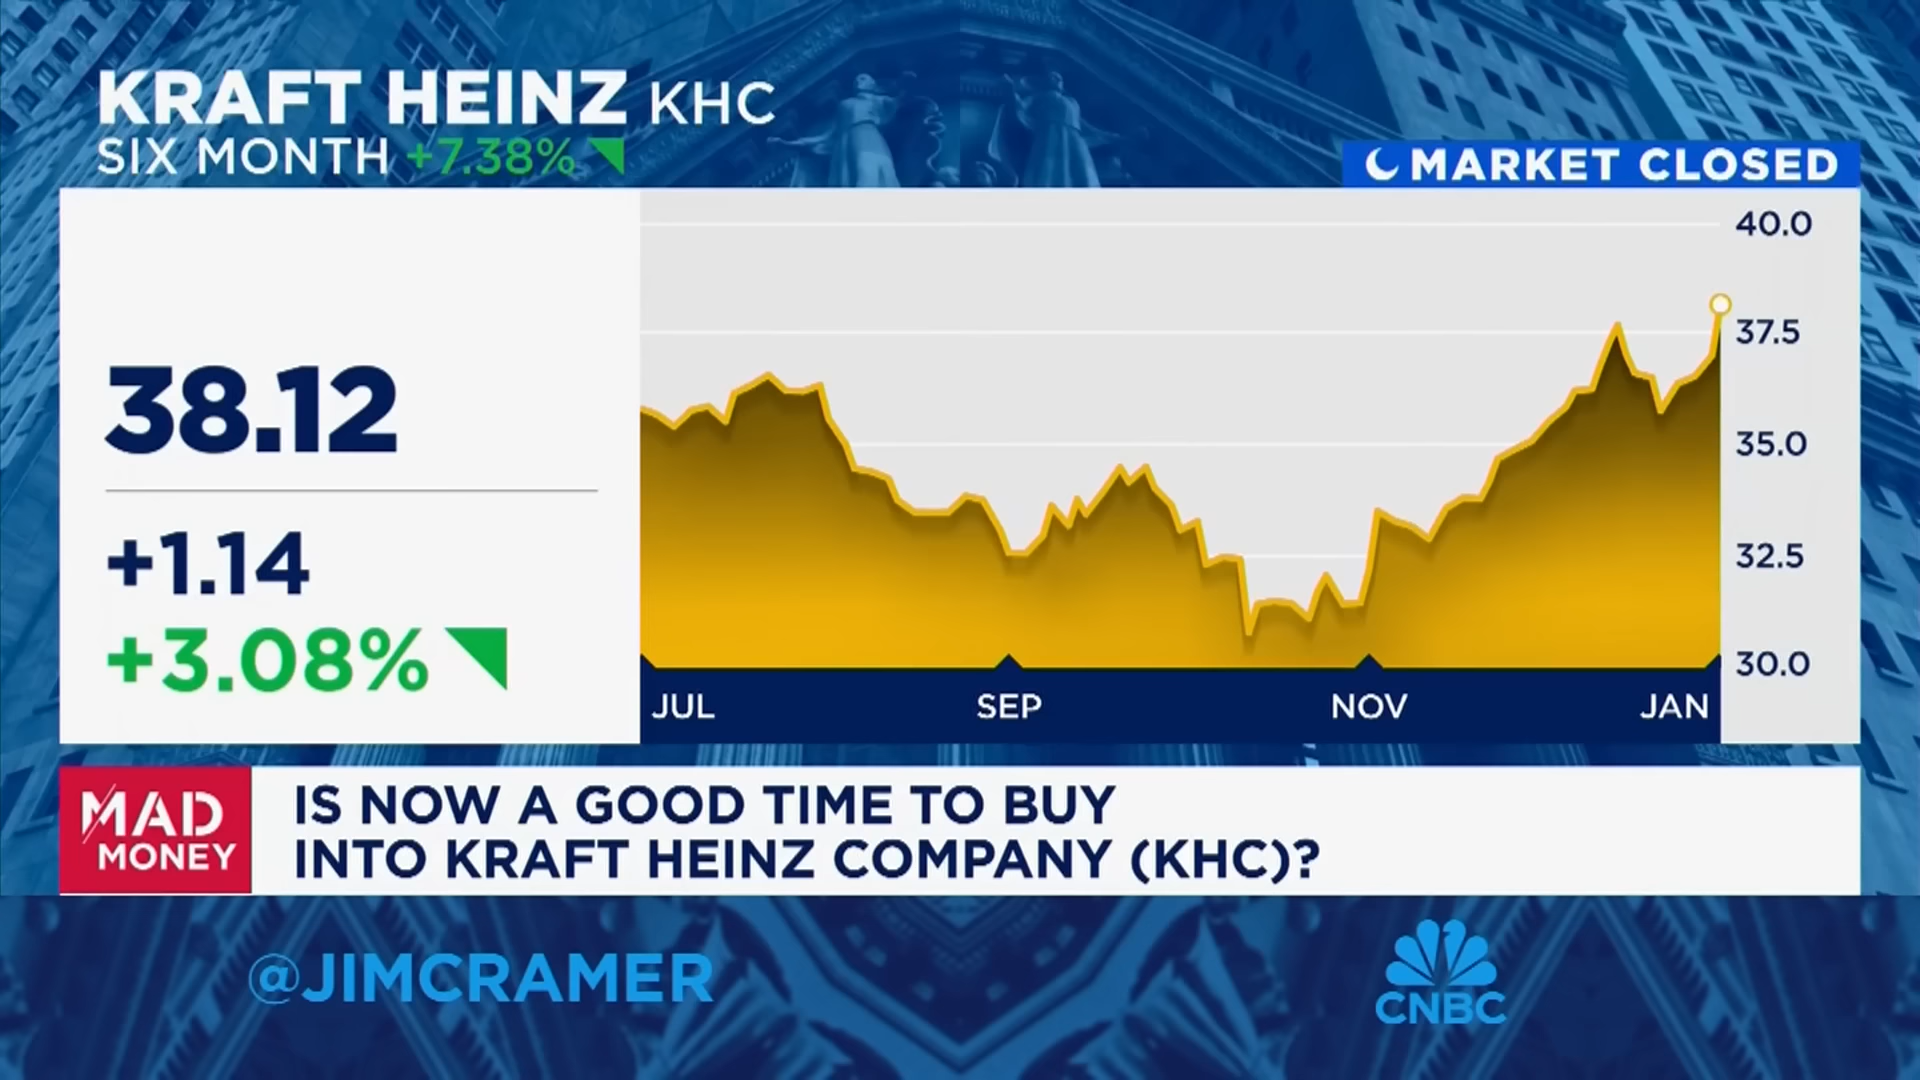 KRAFT HEINZ KHC
SIX MONTH +7.38%
MARKET CLOSED
38.12
+1.14
+3.08%
40.0
37.5
35.0
32.5
30.0
JUL SEP NOV JAN
MAD MONEY
IS NOW A GOOD TIME TO BUY
INTO KRAFT HEINZ COMPANY (KHC)?
@JIMCRAMER
CNBC